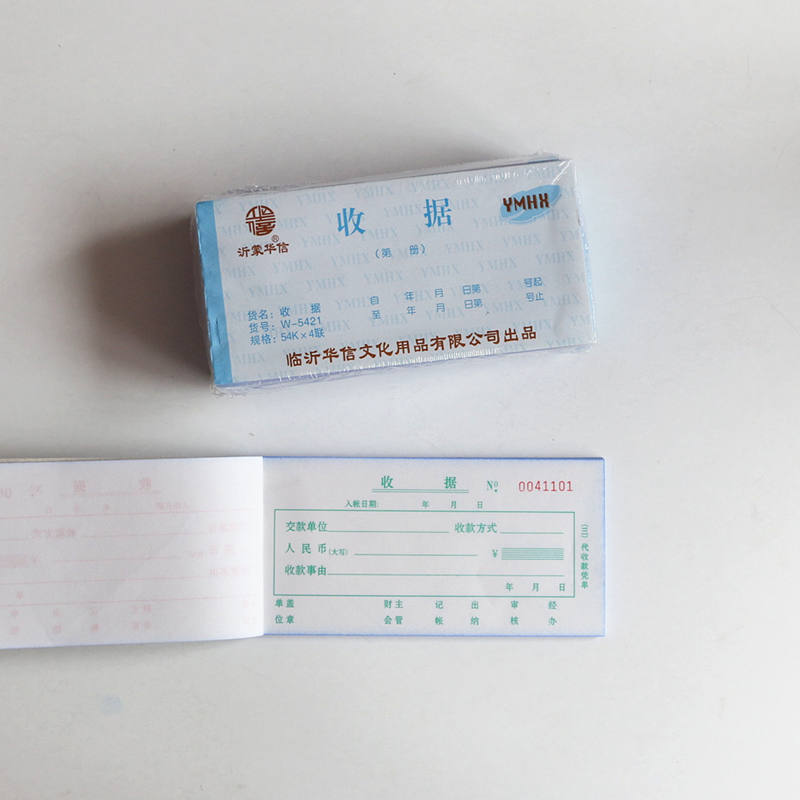 收 据
YMHX
沂蒙华信®
（第 册）
货名：收 据 自 年 月 日第 号起
货号：W-5421 至 年 月 日第 号止
规格：54K×4联
临沂华信文化用品有限公司出品
收 据 № 0041101
入帐日期： 年 月 日
交款单位 收款方式
人民币(大写) ￥
收款事由
年 月 日
(三)代收款凭单
单盖 财主 记 出 审 经
位章 会管 帐 纳 核 办